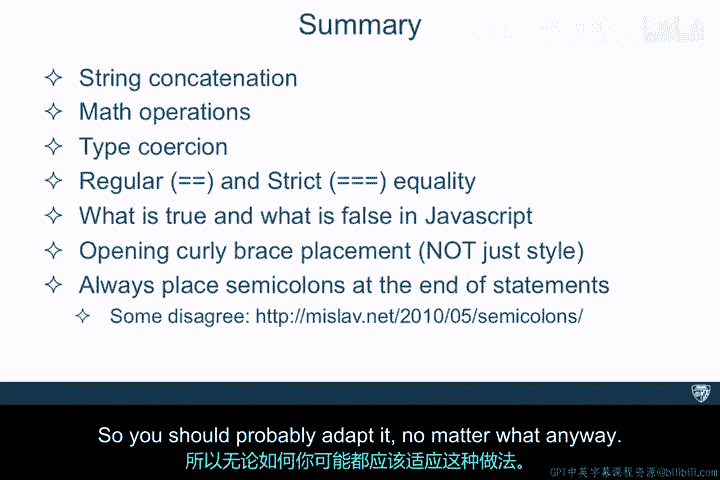 Summary
String concatenation
Math operations
Type coercion
Regular (==) and Strict (===) equality
What is true and what is false in Javascript
Opening curly brace placement (NOT just style)
Always place semicolons at the end of statements
Some disagree: http://mislav.net/2010/05/semicolons/
So you should probably adapt it, no matter what anyway.
所以无论如何你可能都应该适应这种做法。
GPT中英字幕课程资源@bilibili.com